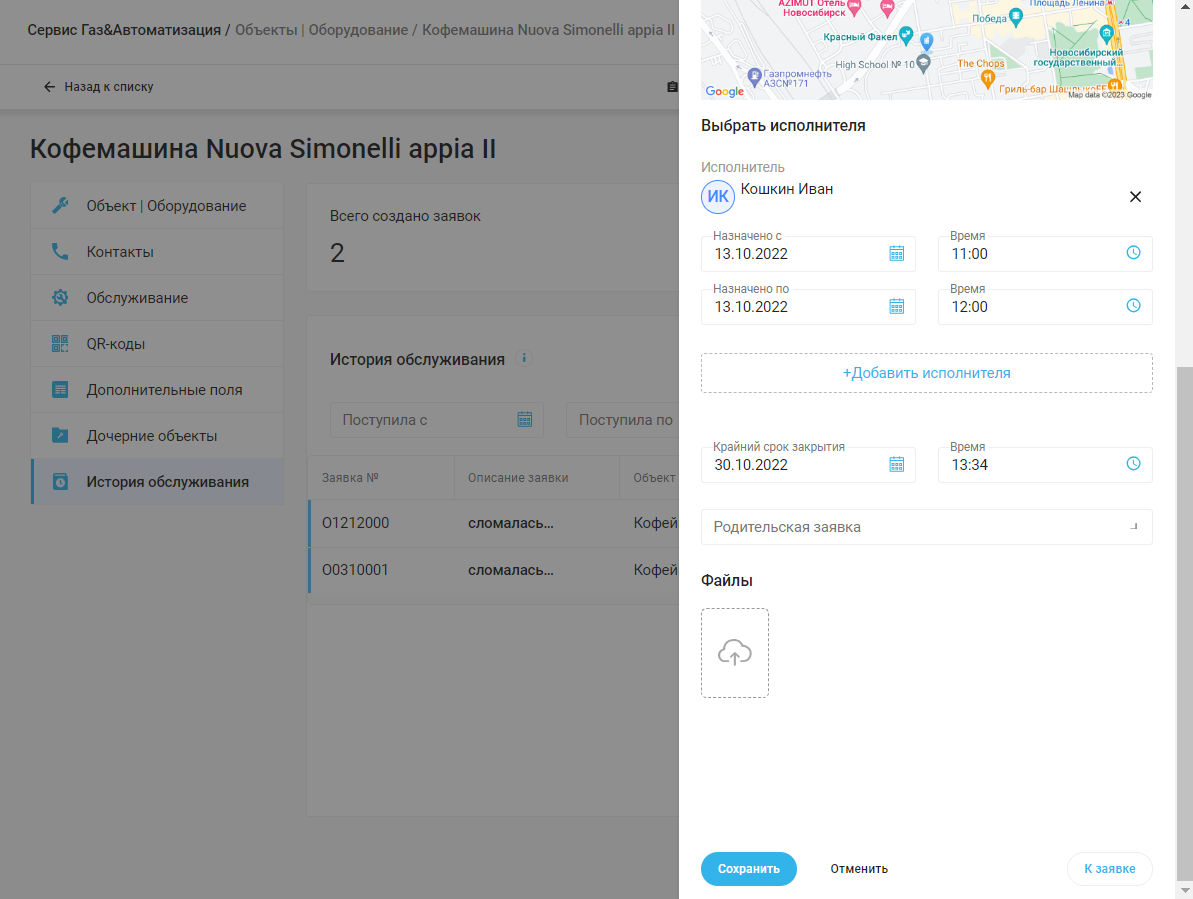 Сервис Газ&Автоматизация / Объекты | Оборудование / Кофемашина Nuova Simonelli appia II
Назад к списку
Кофемашина Nuova Simonelli appia II
Объект | Оборудование
Контакты
Обслуживание
QR-коды
Дополнительные поля
Дочерние объекты
История обслуживания
Всего создано заявок
2
История обслуживания
i
Поступила с
Поступила по
Заявка №
Описание заявки
Объект
O1212000
сломалась...
Кофей
O0310001
сломалась...
Кофей
AZIMUT Отель
Новосибирск
Победа
Площадь Ленина
4
Красный Факел
High School № 10
Новосибирский
государственный...
The Chops
Газпромнефть
АЗС№171
Google
Map data ©2023 Google
Выбрать исполнителя
Исполнитель
ИК
Кошкин Иван
Назначено с
13.10.2022
Время
11:00
Назначено по
13.10.2022
Время
12:00
+Добавить исполнителя
Крайний срок закрытия
30.10.2022
Время
13:34
Родительская заявка
Файлы
Сохранить
Отменить
К заявке